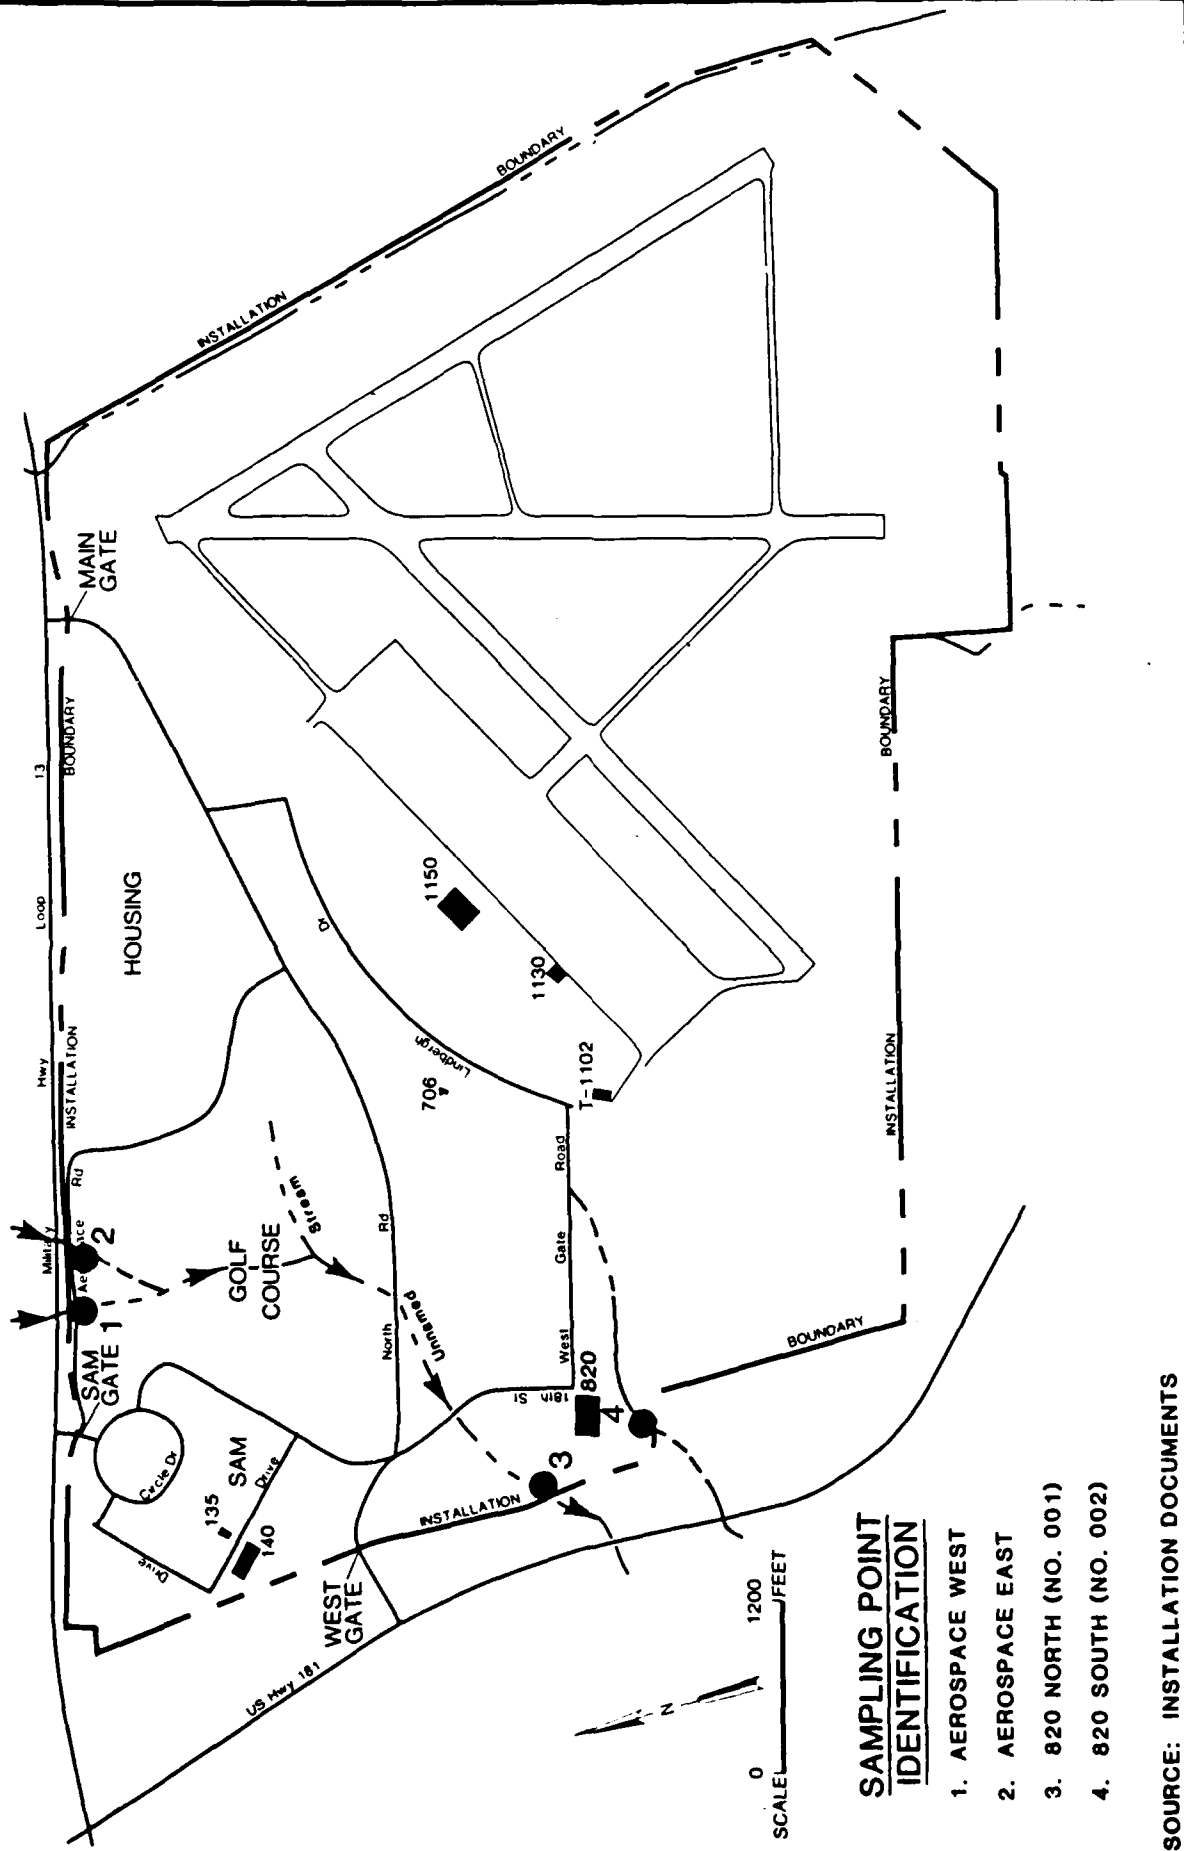 Military
Hwy
Loop
13
INSTALLATION
BOUNDARY
MAIN
GATE
INSTALLATION
BOUNDARY
HOUSING
Rd
SAM
GATE
1
2
GOLF
COURSE
Stream
Unnamed
North
Rd
Circle Dr
SAM
Drive
Drive
135
140
Lindbergh
Dr
706
1150
1130
T-1102
West
Gate
Road
18th St
820
3
4
INSTALLATION
BOUNDARY
INSTALLATION
BOUNDARY
WEST
GATE
US Hwy 181
N
SCALE
0
1200
FEET
SAMPLING POINT
IDENTIFICATION
1. AEROSPACE WEST
2. AEROSPACE EAST
3. 820 NORTH (NO. 001)
4. 820 SOUTH (NO. 002)
SOURCE: INSTALLATION DOCUMENTS